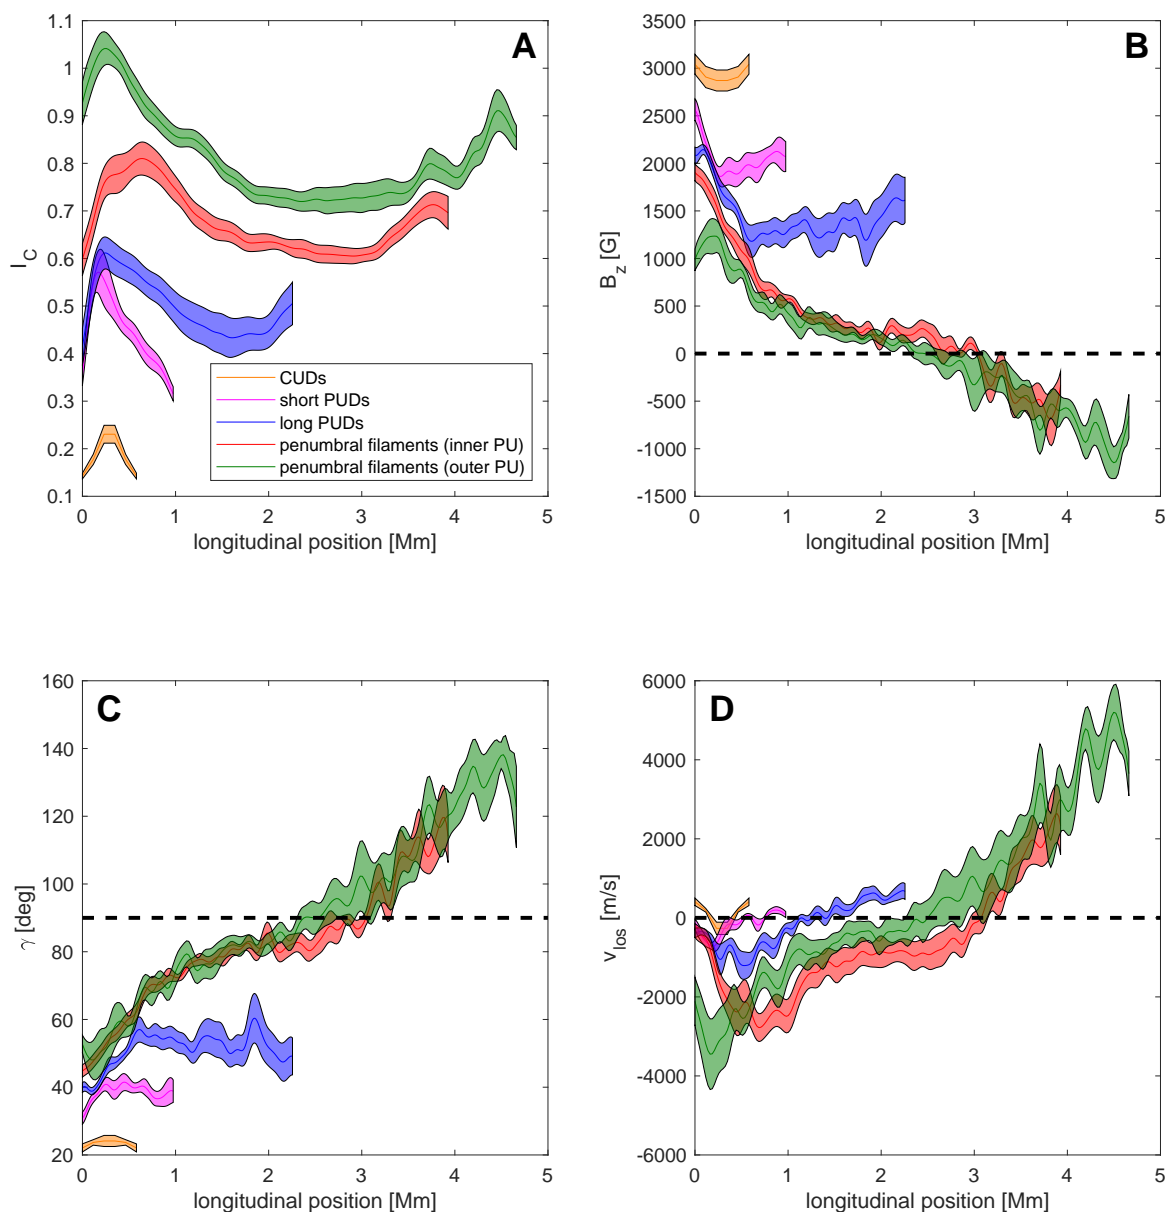 A
1.1
1
0.9
0.8
0.7
0.6
0.5
0.4
0.3
0.2
0.1
I_C
CUDs
short PUDs
long PUDs
penumbral filaments (inner PU)
penumbral filaments (outer PU)
0 1 2 3 4 5
longitudinal position [Mm]
B
3500
3000
2500
2000
1500
1000
500
0
-500
-1000
-1500
B_z [G]
0 1 2 3 4 5
longitudinal position [Mm]
C
160
140
120
100
80
60
40
20
γ [deg]
0 1 2 3 4 5
longitudinal position [Mm]
D
6000
4000
2000
0
-2000
-4000
-6000
v_los [m/s]
0 1 2 3 4 5
longitudinal position [Mm]